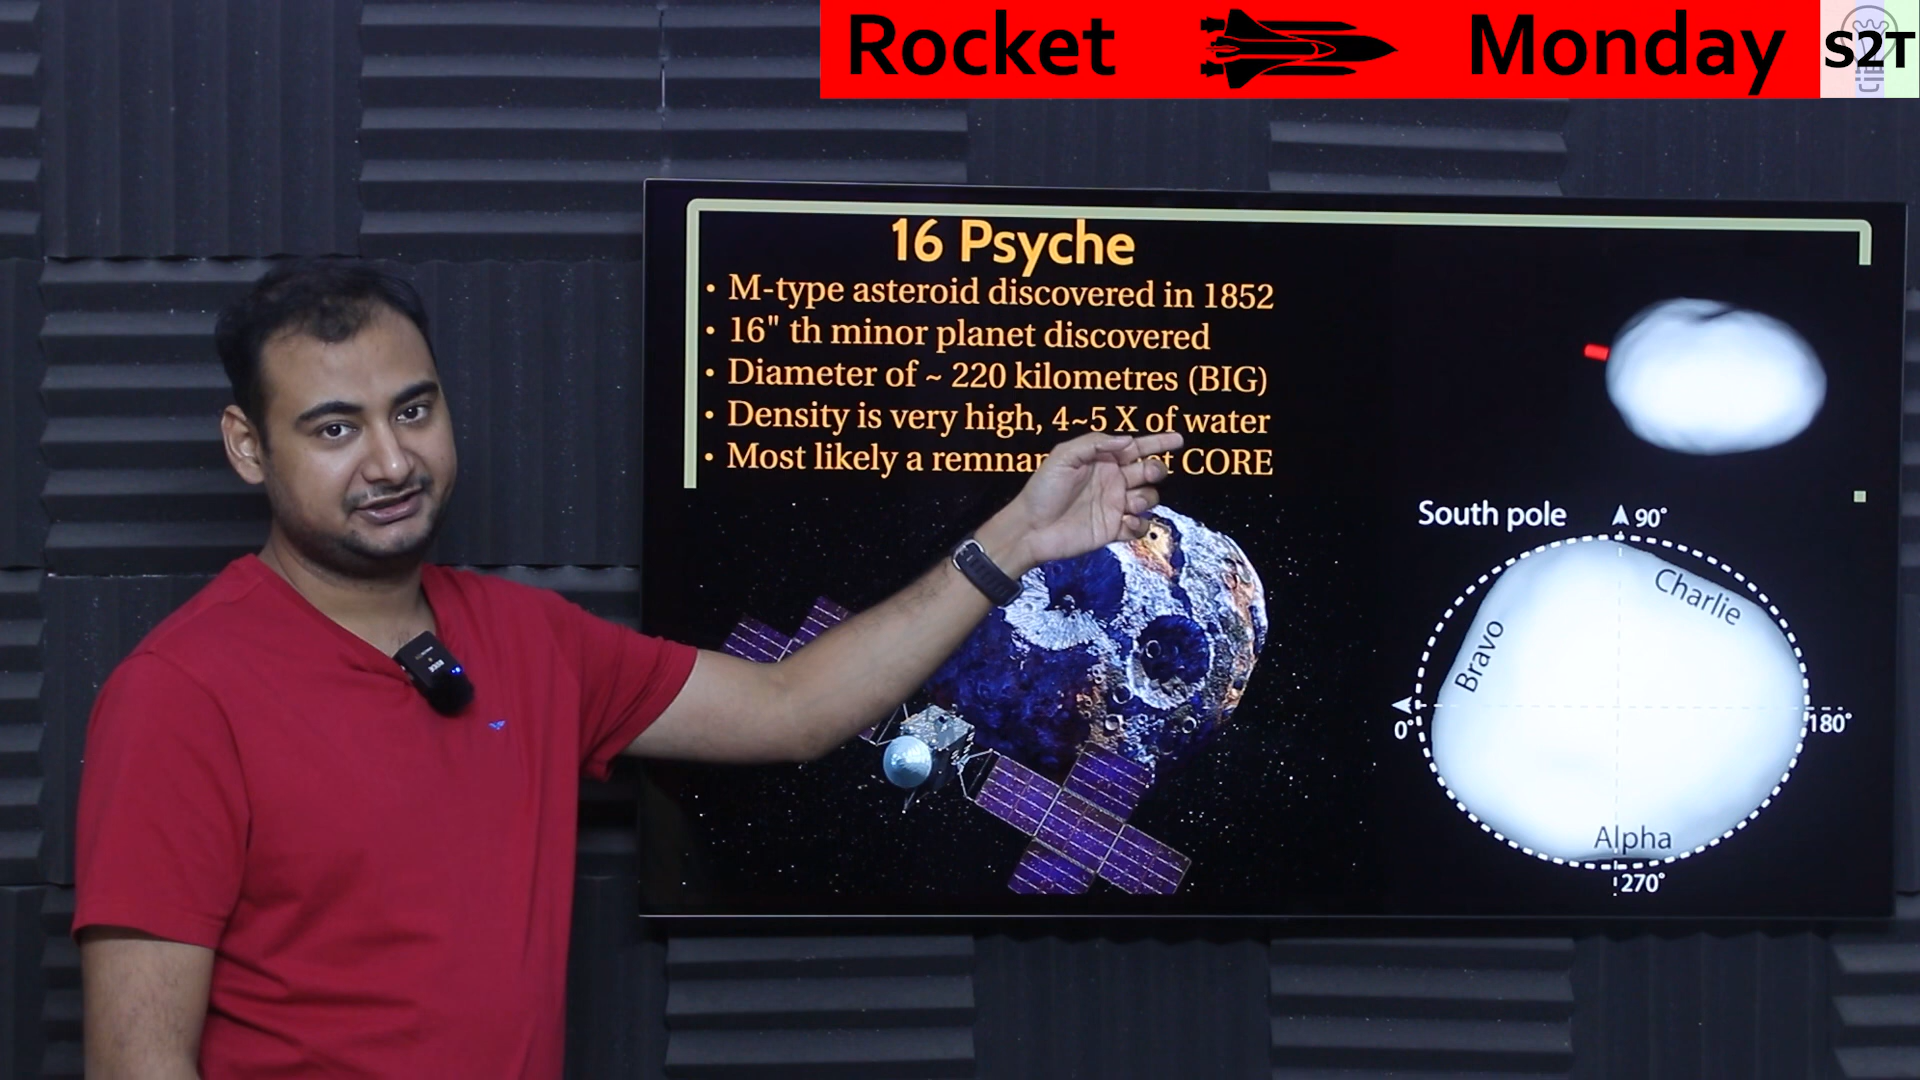 Rocket Monday S2T
16 Psyche
• M-type asteroid discovered in 1852
• 16" th minor planet discovered
• Diameter of ~ 220 kilometres (BIG)
• Density is very high, 4~5 X of water
• Most likely a CORE
South pole 90°
Charlie
Bravo
0° 180°
Alpha
270°